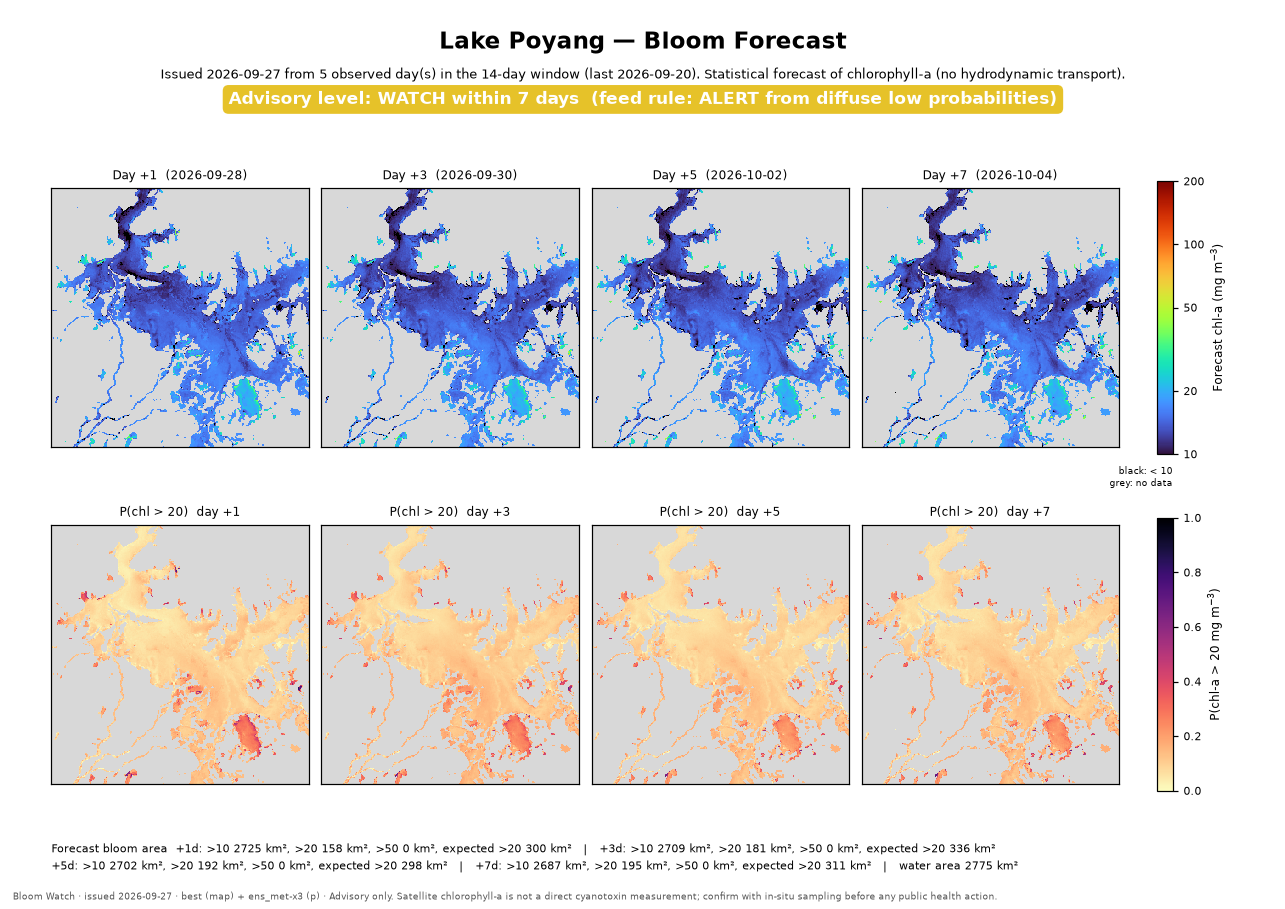 Lake Poyang — Bloom Forecast
Issued 2026-09-27 from 5 observed day(s) in the 14-day window (last 2026-09-20). Statistical forecast of chlorophyll-a (no hydrodynamic transport).
Advisory level: WATCH within 7 days (feed rule: ALERT from diffuse low probabilities)
Day +1 (2026-09-28)
Day +3 (2026-09-30)
Day +5 (2026-10-02)
Day +7 (2026-10-04)
200
100
50
20
10
Forecast chl-a (mg m⁻³)
black: < 10
grey: no data
P(chl > 20) day +1
P(chl > 20) day +3
P(chl > 20) day +5
P(chl > 20) day +7
1.0
0.8
0.6
0.4
0.2
0.0
P(chl-a > 20 mg m⁻³)
Forecast bloom area +1d: >10 2725 km², >20 158 km², >50 0 km², expected >20 300 km² | +3d: >10 2709 km², >20 181 km², >50 0 km², expected >20 336 km²
+5d: >10 2702 km², >20 192 km², >50 0 km², expected >20 298 km² | +7d: >10 2687 km², >20 195 km², >50 0 km², expected >20 311 km² | water area 2775 km²
Bloom Watch · issued 2026-09-27 · best (map) + ens_met-x3 (p) · Advisory only. Satellite chlorophyll-a is not a direct cyanotoxin measurement; confirm with in-situ sampling before any public health action.